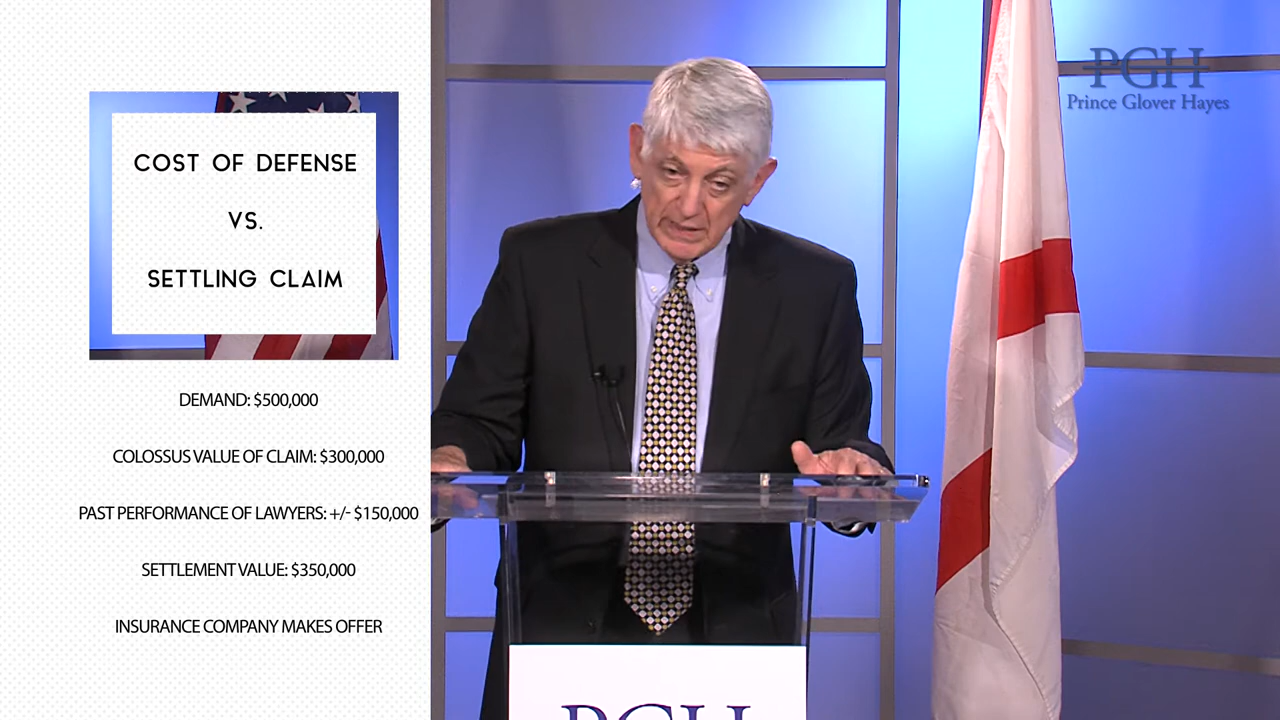 COST OF DEFENSE
VS.
SETTLING CLAIM
DEMAND: $500,000
COLOSSUS VALUE OF CLAIM: $300,000
PAST PERFORMANCE OF LAWYERS: +/- $150,000
SETTLEMENT VALUE: $350,000
INSURANCE COMPANY MAKES OFFER
PGH
Prince Glover Hayes
PGH